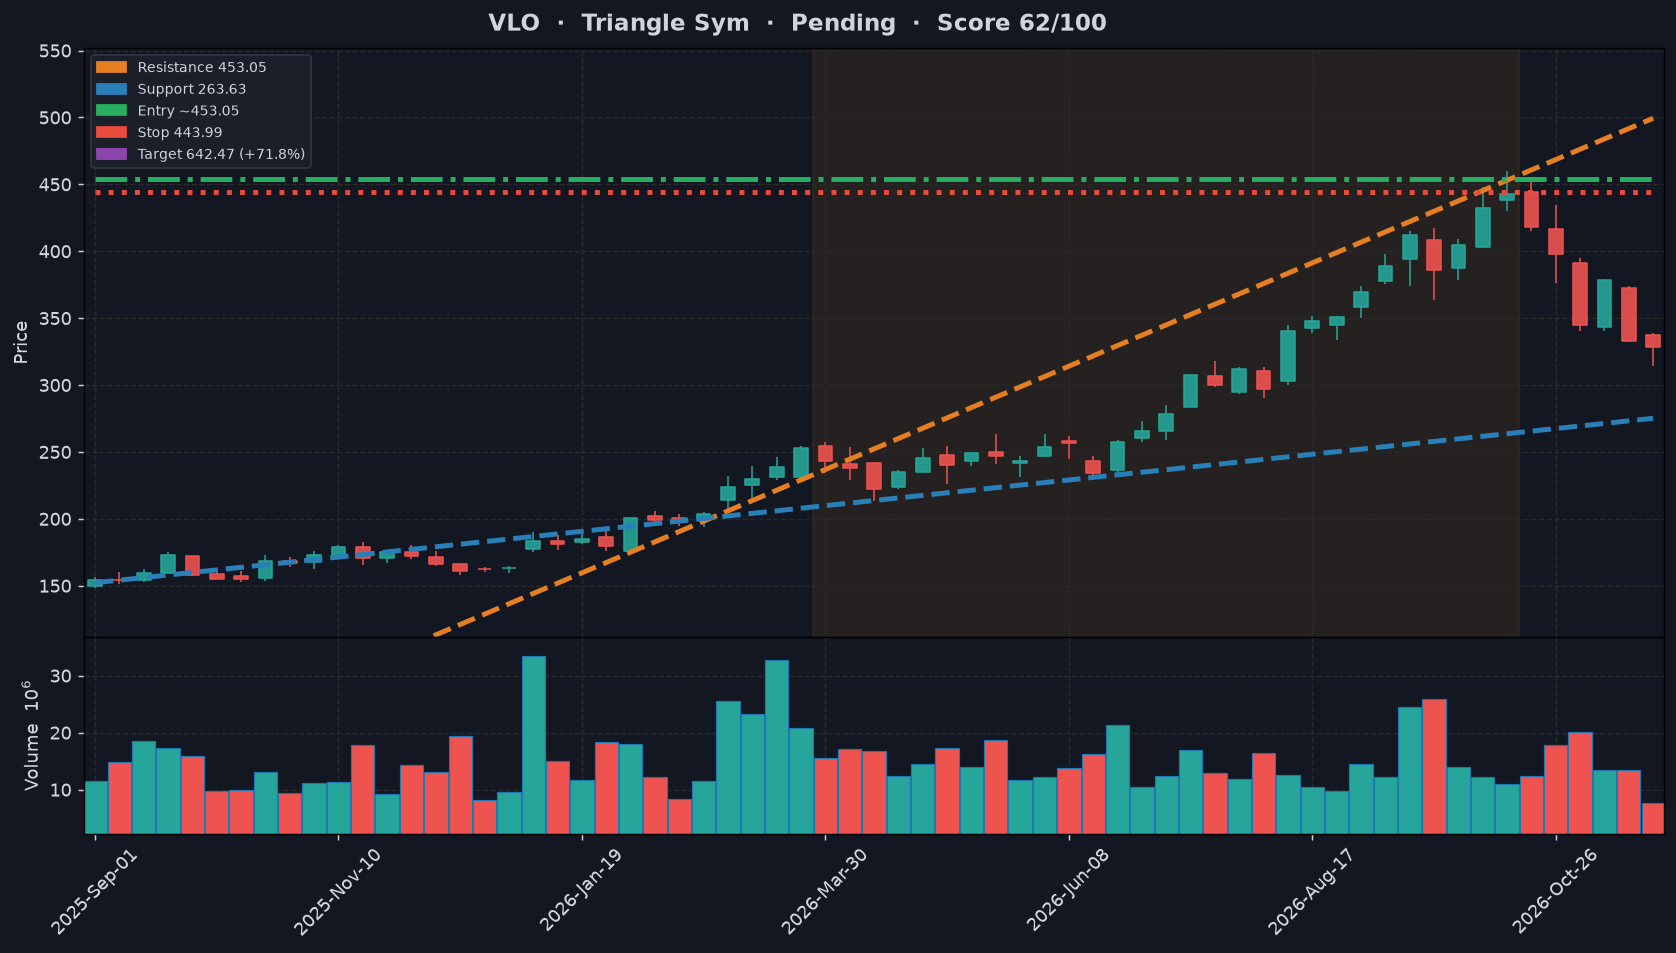 VLO · Triangle Sym · Pending · Score 62/100
Resistance 453.05
Support 263.63
Entry ~453.05
Stop 443.99
Target 642.47 (+71.8%)
Price
550
500
450
400
350
300
250
200
150
Volume 10⁶
30
20
10
2025-Sep-01
2025-Nov-10
2026-Jan-19
2026-Mar-30
2026-Jun-08
2026-Aug-17
2026-Oct-26